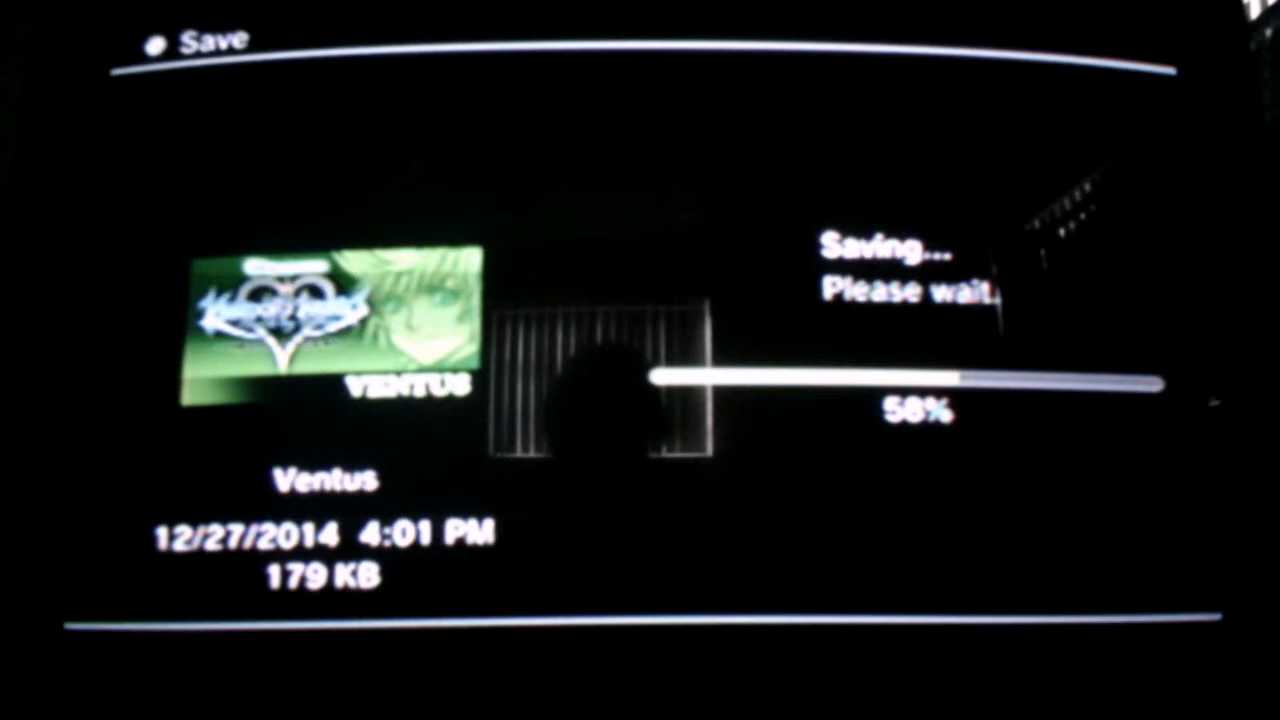 Save
Saving...
Please wait.
VENTUS
58%
Ventus
12/27/2014 4:01 PM
179 KB